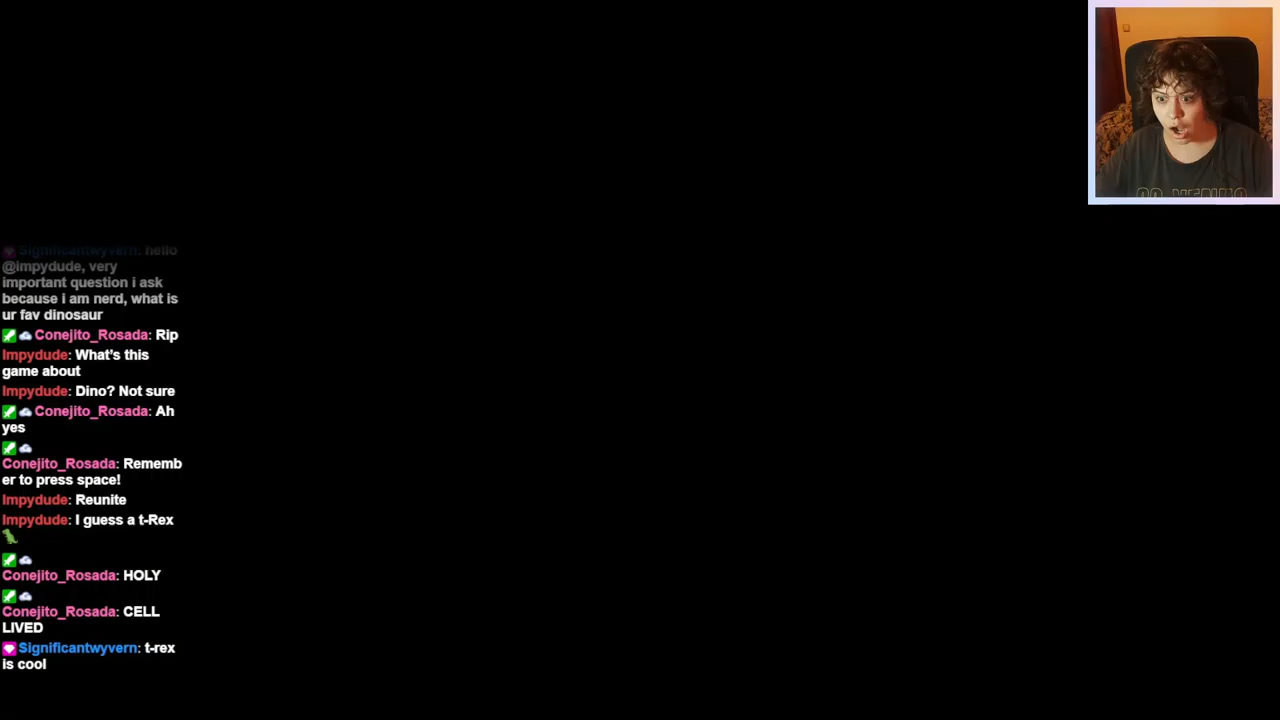 Significantwyvern: hello
@impydude, very
important question i ask
because i am nerd, what is
ur fav dinosaur
Conejito_Rosada: Rip
Impydude: What's this
game about
Impydude: Dino? Not sure
Conejito_Rosada: Ah
yes
Conejito_Rosada: Rememb
er to press space!
Impydude: Reunite
Impydude: I guess a t-Rex
🦖
Conejito_Rosada: HOLY
Conejito_Rosada: CELL
LIVED
Significantwyvern: t-rex
is cool